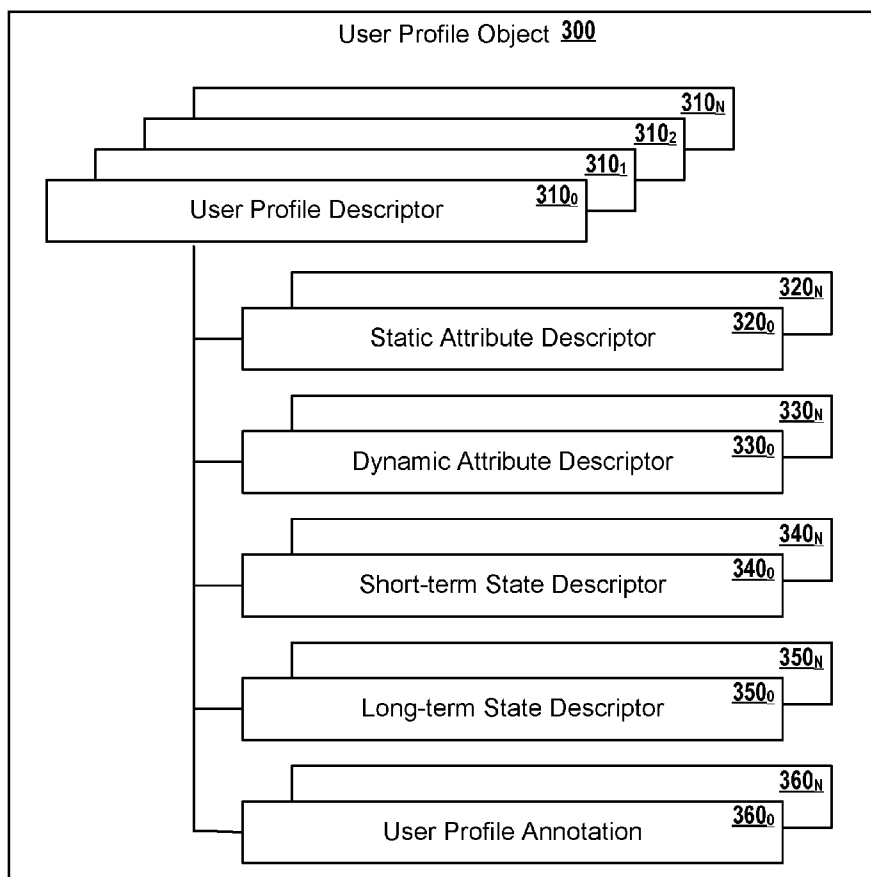 User Profile Object 300
310N
3102
3101
3100
User Profile Descriptor
320N
3200
Static Attribute Descriptor
330N
3300
Dynamic Attribute Descriptor
340N
3400
Short-term State Descriptor
350N
3500
Long-term State Descriptor
360N
3600
User Profile Annotation